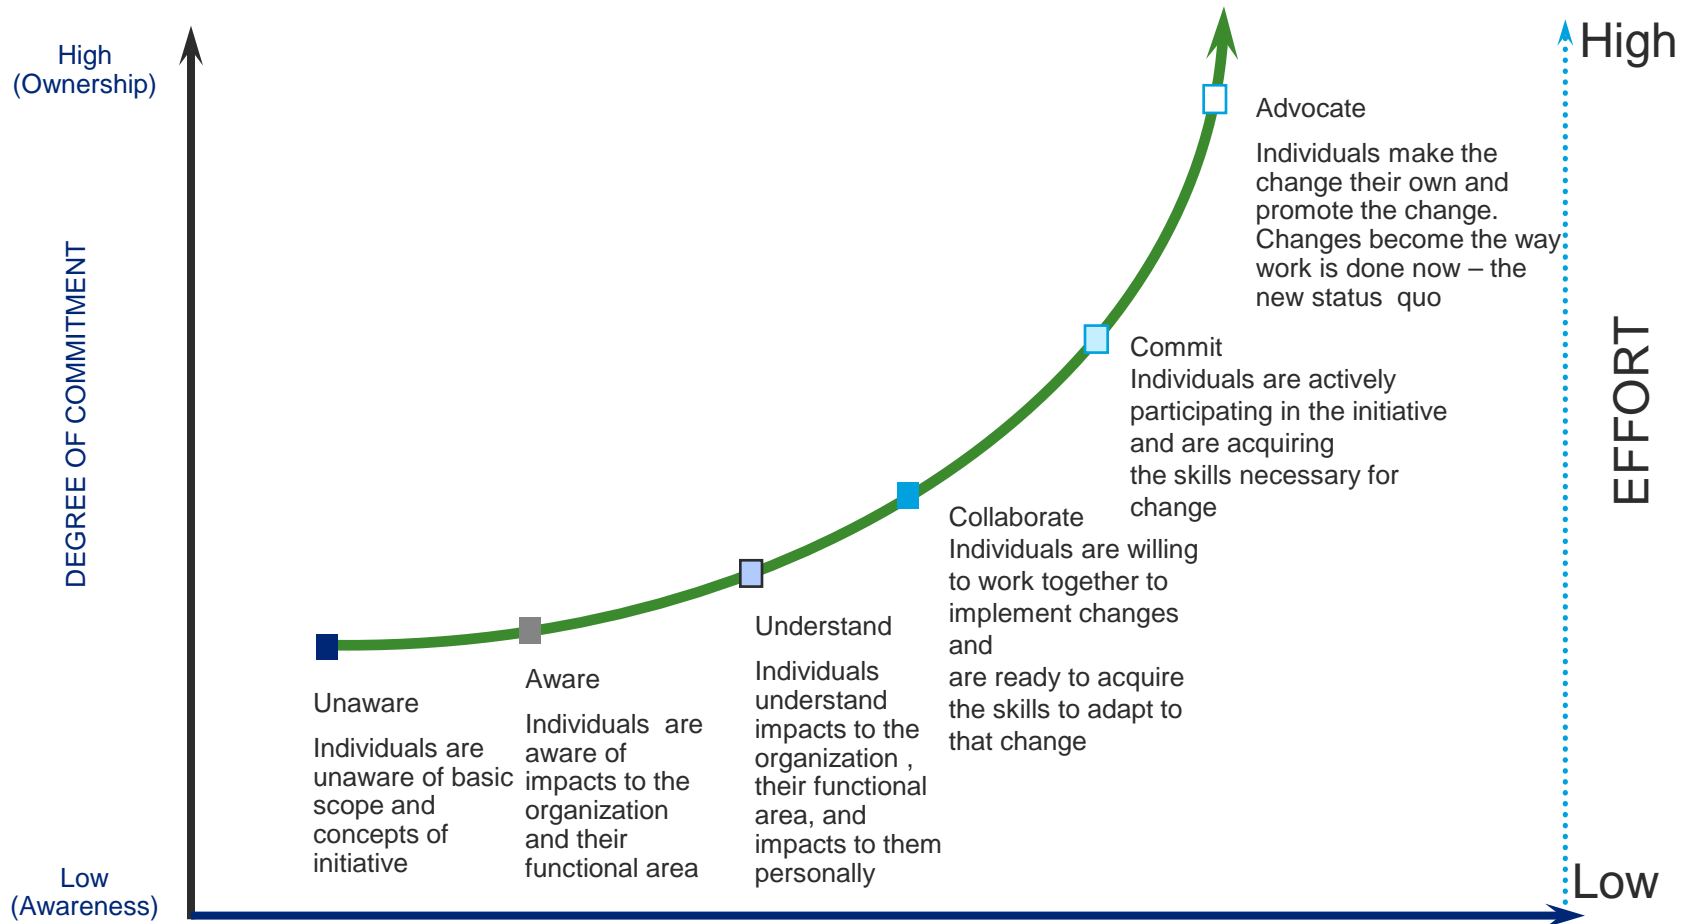 High
(Ownership)
DEGREE OF COMMITMENT
Low
(Awareness)
Unaware
Individuals are
unaware of basic
scope and
concepts of
initiative
Aware
Individuals  are
aware of
impacts to the
organization
and their
functional area
Understand
Individuals
understand
impacts to the
organization ,
their functional
area, and
impacts to them
personally
Collaborate
Individuals are willing
to work together to
implement changes
and
are ready to acquire
the skills to adapt to
that change
Commit
Individuals are actively
participating in the initiative
and are acquiring
the skills necessary for
change
Advocate
Individuals make the
change their own and
promote the change.
Changes become the way
work is done now – the
new status  quo
High
EFFORT
Low